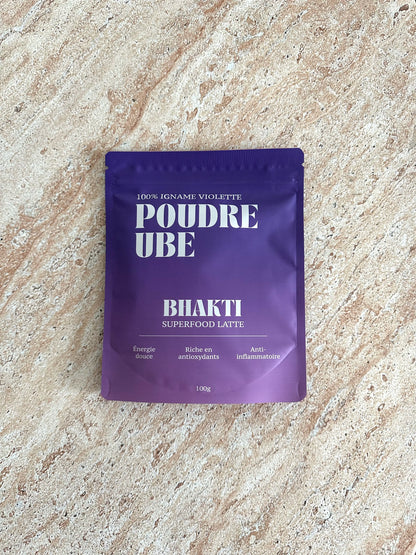 100% IGNAME VIOLETTE
POUDRE
UBE
BHAKTI
SUPERFOOD LATTE
Énergie
douce
Riche en
antioxydants
Anti-
inflammatoire
100g